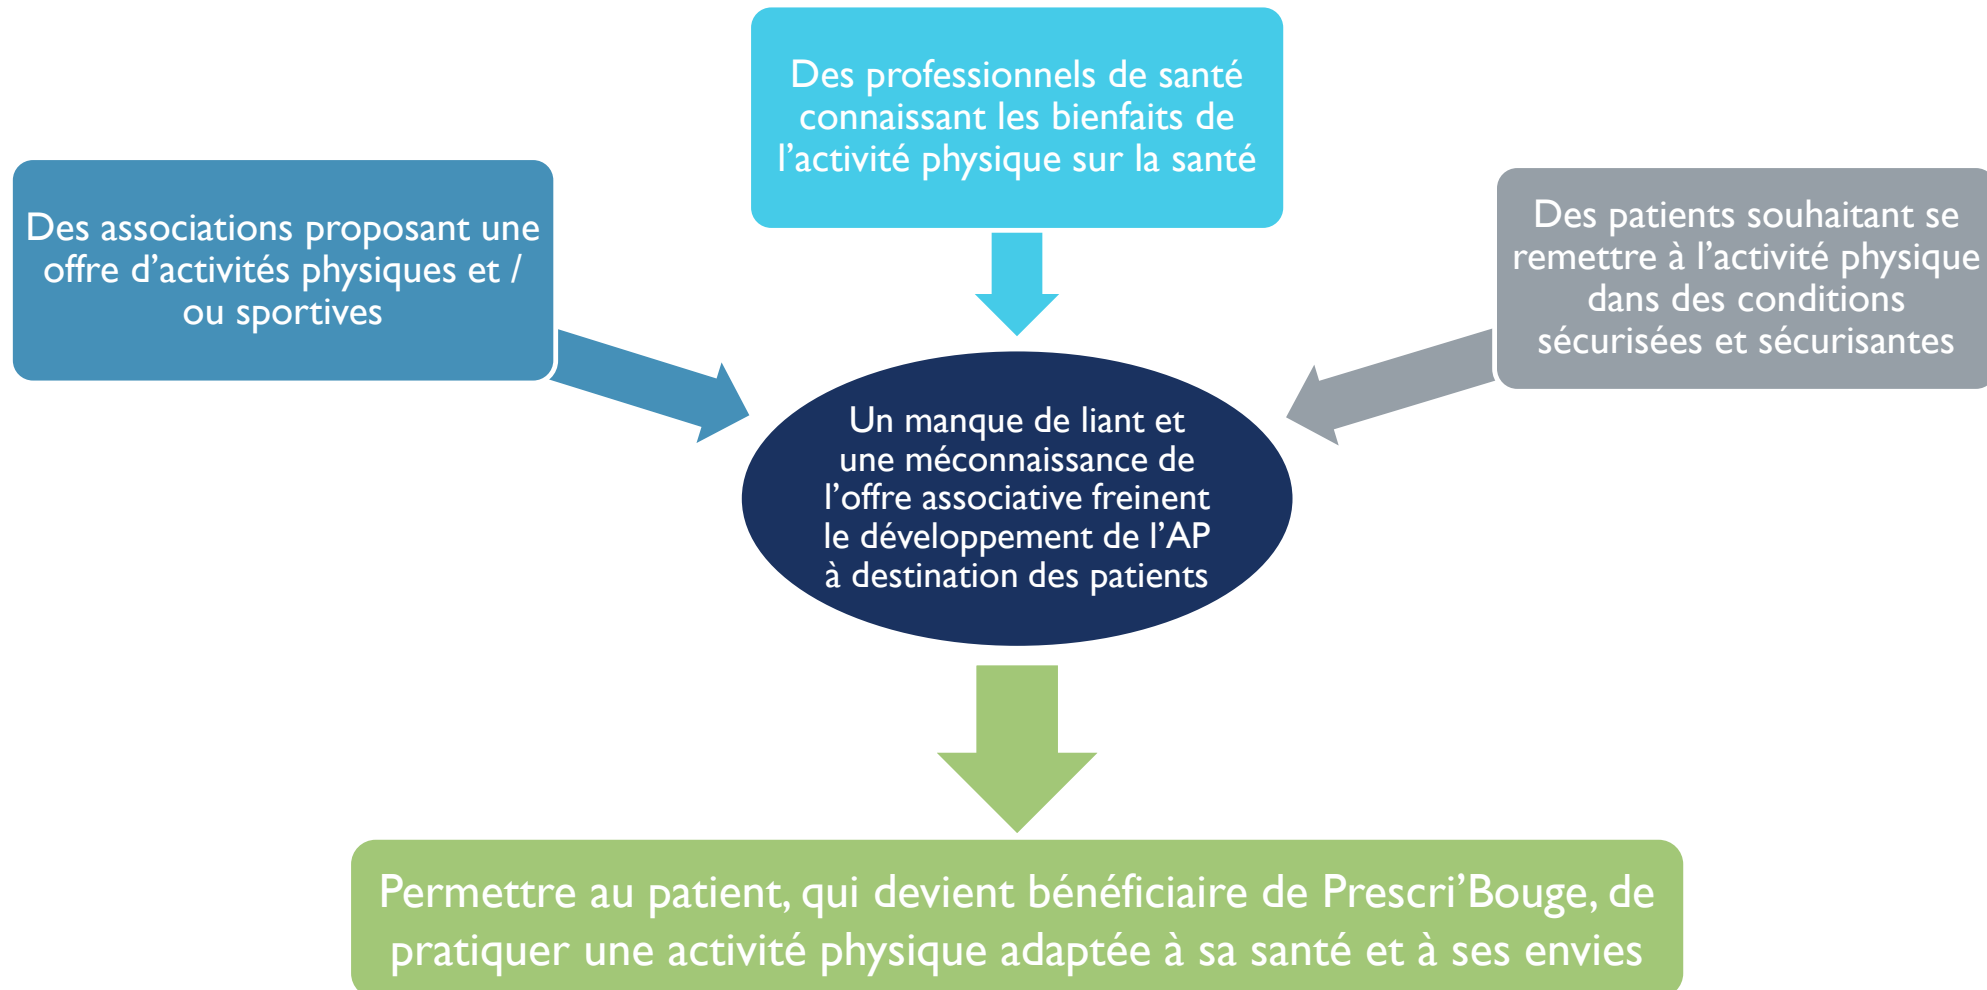 Des professionnels de santé
connaissant les bienfaits de
l’activité physique sur la santé
Des associations proposant une
offre d’activités physiques et /
ou sportives
Des patients souhaitant se
remettre à l’activité physique
dans des conditions
sécurisées et sécurisantes
Un manque de liant et
une méconnaissance de
l’offre associative freinent
le développement de l’AP
à destination des patients
Permettre au patient, qui devient bénéficiaire de Prescri’Bouge, de
pratiquer une activité physique adaptée à sa santé et à ses envies